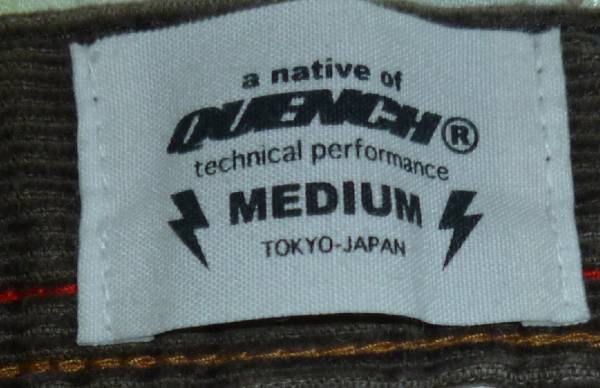 a native of
QUENCH®
technical performance
MEDIUM
TOKYO-JAPAN